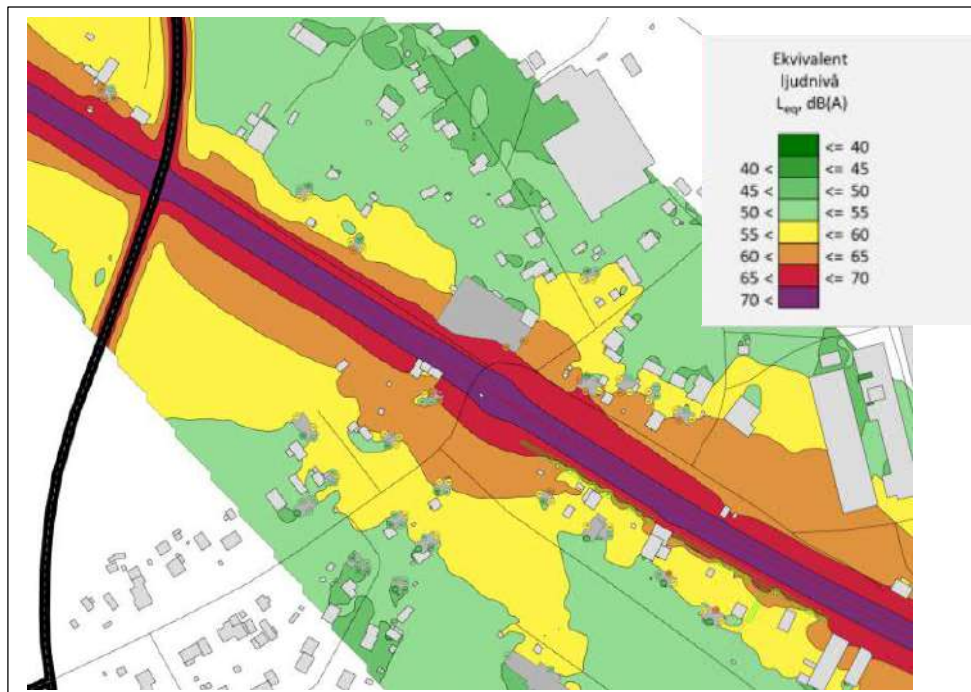 Ekvivalent
ljudnivå
Leq, dB(A)
<= 40
40 < <= 45
45 < <= 50
50 < <= 55
55 < <= 60
60 < <= 65
65 < <= 70
70 <